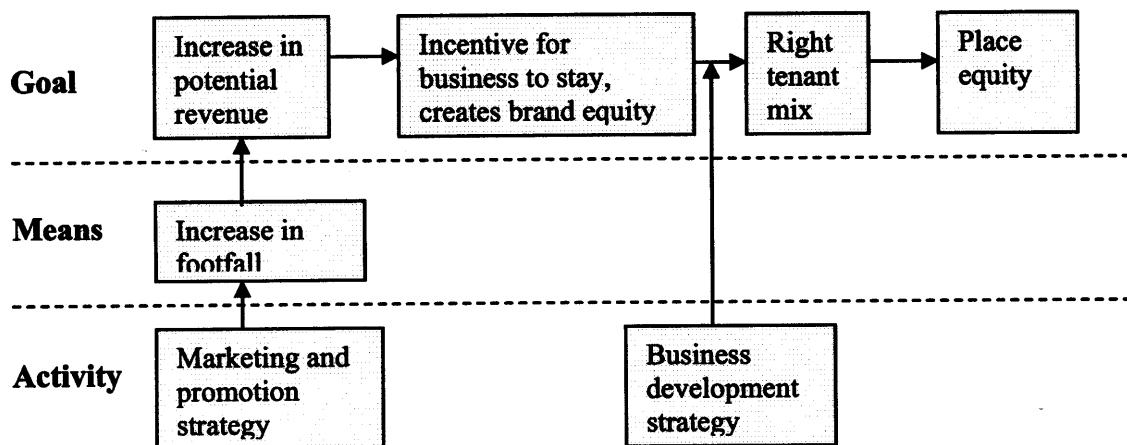 Goal
Increase in
potential
revenue
Incentive for
business to stay,
creates brand equity
Right
tenant
mix
Place
equity
Means
Increase in
footfall
Activity
Marketing and
promotion
strategy
Business
development
strategy